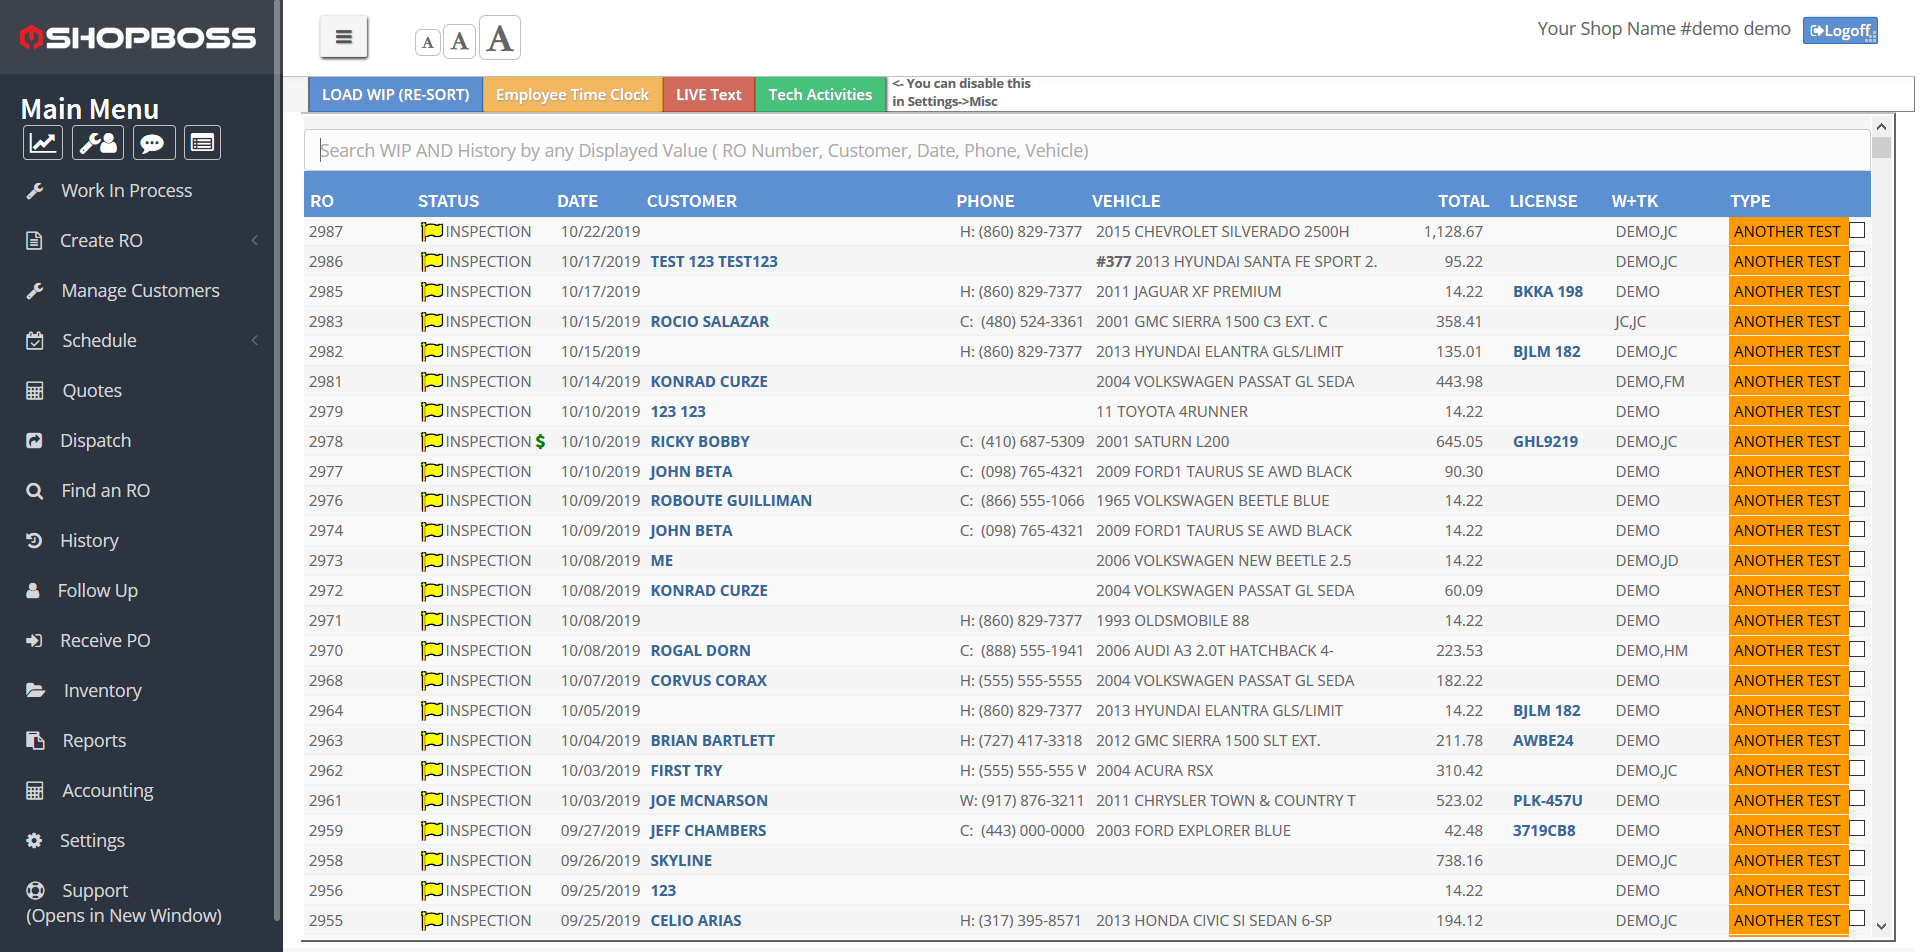 SHOPBOSS
Main Menu
Work In Process
Create RO
Manage Customers
Schedule
Quotes
Dispatch
Find an RO
History
Follow Up
Receive PO
Inventory
Reports
Accounting
Settings
Support
(Opens in New Window)
A A A
Your Shop Name #demo demo
Logoff
LOAD WIP (RE-SORT) Employee Time Clock LIVE Text Tech Activities
<- You can disable this
in Settings->Misc
Search WIP AND History by any Displayed Value ( RO Number, Customer, Date, Phone, Vehicle)
RO STATUS DATE CUSTOMER PHONE VEHICLE TOTAL LICENSE W+TK TYPE
2987 INSPECTION 10/22/2019 H: (860) 829-7377 2015 CHEVROLET SILVERADO 2500H 1,128.67 DEMO,JC ANOTHER TEST
2986 INSPECTION 10/17/2019 TEST 123 TEST123 #377 2013 HYUNDAI SANTA FE SPORT 2. 95.22 DEMO,JC ANOTHER TEST
2985 INSPECTION 10/17/2019 H: (860) 829-7377 2011 JAGUAR XF PREMIUM 14.22 BKKA 198 DEMO ANOTHER TEST
2983 INSPECTION 10/15/2019 ROCIO SALAZAR C: (480) 524-3361 2001 GMC SIERRA 1500 C3 EXT. C 358.41 JC,JC ANOTHER TEST
2982 INSPECTION 10/15/2019 H: (860) 829-7377 2013 HYUNDAI ELANTRA GLS/LIMIT 135.01 BJLM 182 DEMO,JC ANOTHER TEST
2981 INSPECTION 10/14/2019 KONRAD CURZE 2004 VOLKSWAGEN PASSAT GL SEDA 443.98 DEMO,FM ANOTHER TEST
2979 INSPECTION 10/10/2019 123 123 11 TOYOTA 4RUNNER 14.22 DEMO ANOTHER TEST
2978 INSPECTION $ 10/10/2019 RICKY BOBBY C: (410) 687-5309 2001 SATURN L200 645.05 GHL9219 DEMO,JC ANOTHER TEST
2977 INSPECTION 10/10/2019 JOHN BETA C: (098) 765-4321 2009 FORD1 TAURUS SE AWD BLACK 90.30 DEMO ANOTHER TEST
2976 INSPECTION 10/09/2019 ROBOUTE GUILLIMAN C: (866) 555-1066 1965 VOLKSWAGEN BEETLE BLUE 14.22 DEMO ANOTHER TEST
2974 INSPECTION 10/09/2019 JOHN BETA C: (098) 765-4321 2009 FORD1 TAURUS SE AWD BLACK 14.22 DEMO ANOTHER TEST
2973 INSPECTION 10/08/2019 ME 2006 VOLKSWAGEN NEW BEETLE 2.5 14.22 DEMO,JD ANOTHER TEST
2972 INSPECTION 10/08/2019 KONRAD CURZE 2004 VOLKSWAGEN PASSAT GL SEDA 60.09 DEMO ANOTHER TEST
2971 INSPECTION 10/08/2019 H: (860) 829-7377 1993 OLDSMOBILE 88 14.22 DEMO ANOTHER TEST
2970 INSPECTION 10/08/2019 ROGAL DORN C: (888) 555-1941 2006 AUDI A3 2.0T HATCHBACK 4- 223.53 DEMO,HM ANOTHER TEST
2968 INSPECTION 10/07/2019 CORVUS CORAX H: (555) 555-5555 2004 VOLKSWAGEN PASSAT GL SEDA 182.22 DEMO ANOTHER TEST
2964 INSPECTION 10/05/2019 H: (860) 829-7377 2013 HYUNDAI ELANTRA GLS/LIMIT 14.22 BJLM 182 DEMO ANOTHER TEST
2963 INSPECTION 10/04/2019 BRIAN BARTLETT H: (727) 417-3318 2012 GMC SIERRA 1500 SLT EXT. 211.78 AWBE24 DEMO ANOTHER TEST
2962 INSPECTION 10/03/2019 FIRST TRY H: (555) 555-555 W 2004 ACURA RSX 310.42 DEMO,JC ANOTHER TEST
2961 INSPECTION 10/03/2019 JOE MCNARSON W: (917) 876-3211 2011 CHRYSLER TOWN & COUNTRY T 523.02 PLK-457U DEMO ANOTHER TEST
2959 INSPECTION 09/27/2019 JEFF CHAMBERS C: (443) 000-0000 2003 FORD EXPLORER BLUE 42.48 3719CB8 DEMO ANOTHER TEST
2958 INSPECTION 09/26/2019 SKYLINE 738.16 DEMO,JC ANOTHER TEST
2956 INSPECTION 09/25/2019 123 14.22 DEMO ANOTHER TEST
2955 INSPECTION 09/25/2019 CELIO ARIAS H: (317) 395-8571 2013 HONDA CIVIC SI SEDAN 6-SP 194.12 DEMO,JC ANOTHER TEST